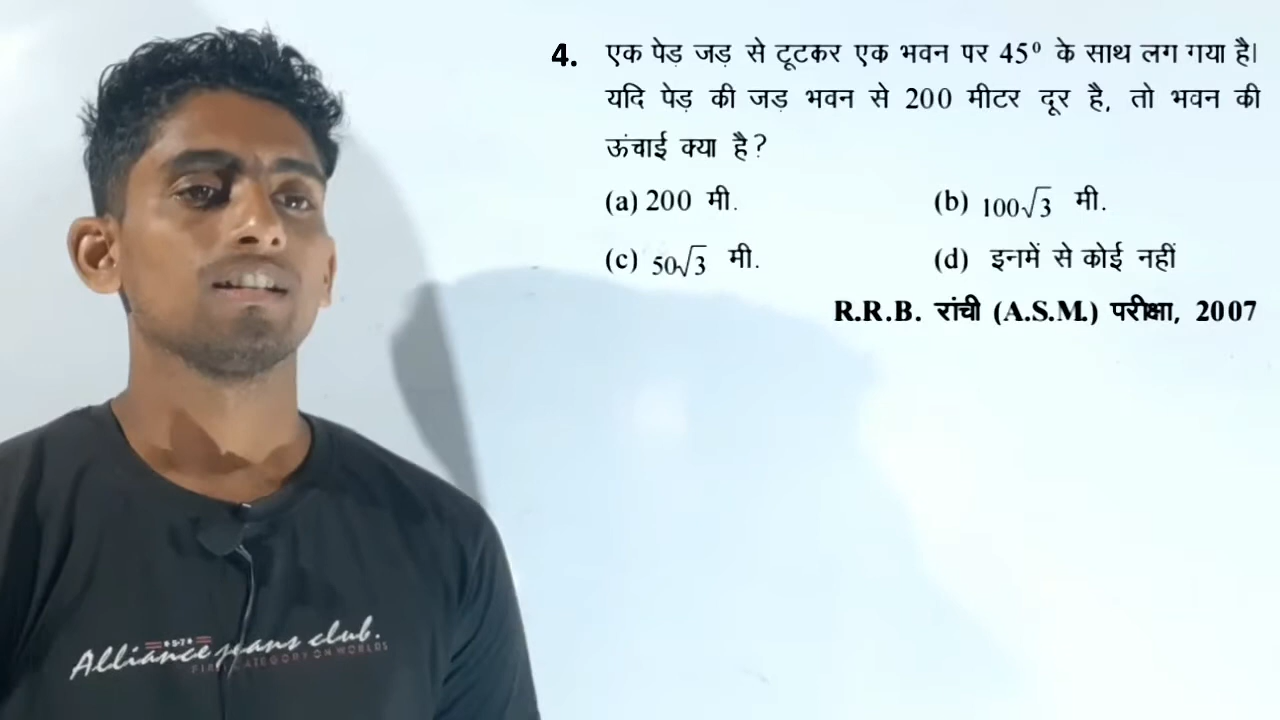 4. एक पेड़ जड़ से टूटकर एक भवन पर 45⁰ के साथ लग गया है।
यदि पेड़ की जड़ भवन से 200 मीटर दूर है, तो भवन की
ऊंचाई क्या है?
(a) 200 मी. (b) 100√3 मी.
(c) 50√3 मी. (d) इनमें से कोई नहीं
R.R.B. रांची (A.S.M.) परीक्षा, 2007
Alliance jeans club.